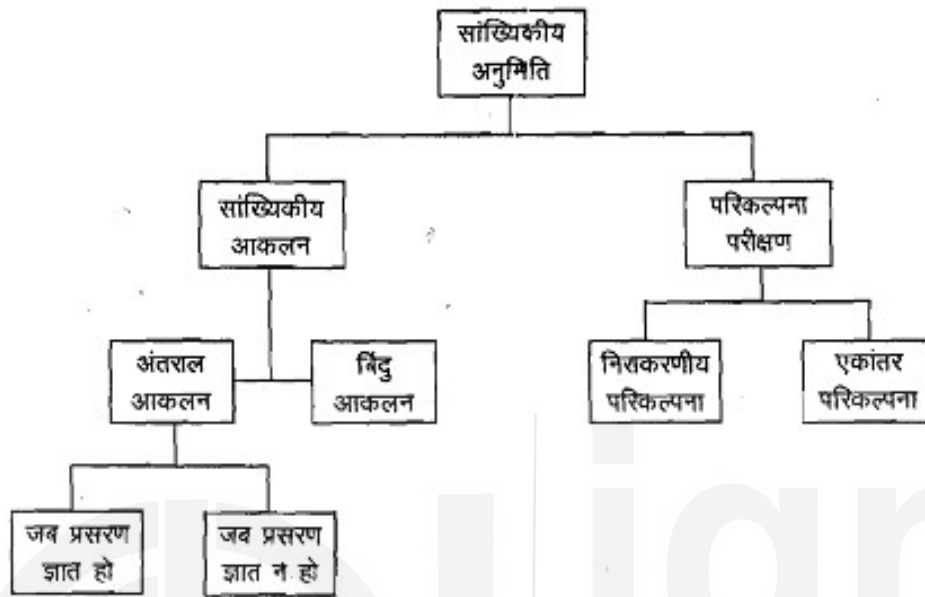 सांख्यिकीय
अनुमिति
सांख्यिकीय
आकलन
परिकल्पना
परीक्षण
अंतराल
आकलन
बिंदु
आकलन
निराकरणीय
परिकल्पना
एकांतर
परिकल्पना
जब प्रसरण
ज्ञात हो
जब प्रसरण
ज्ञात न हो